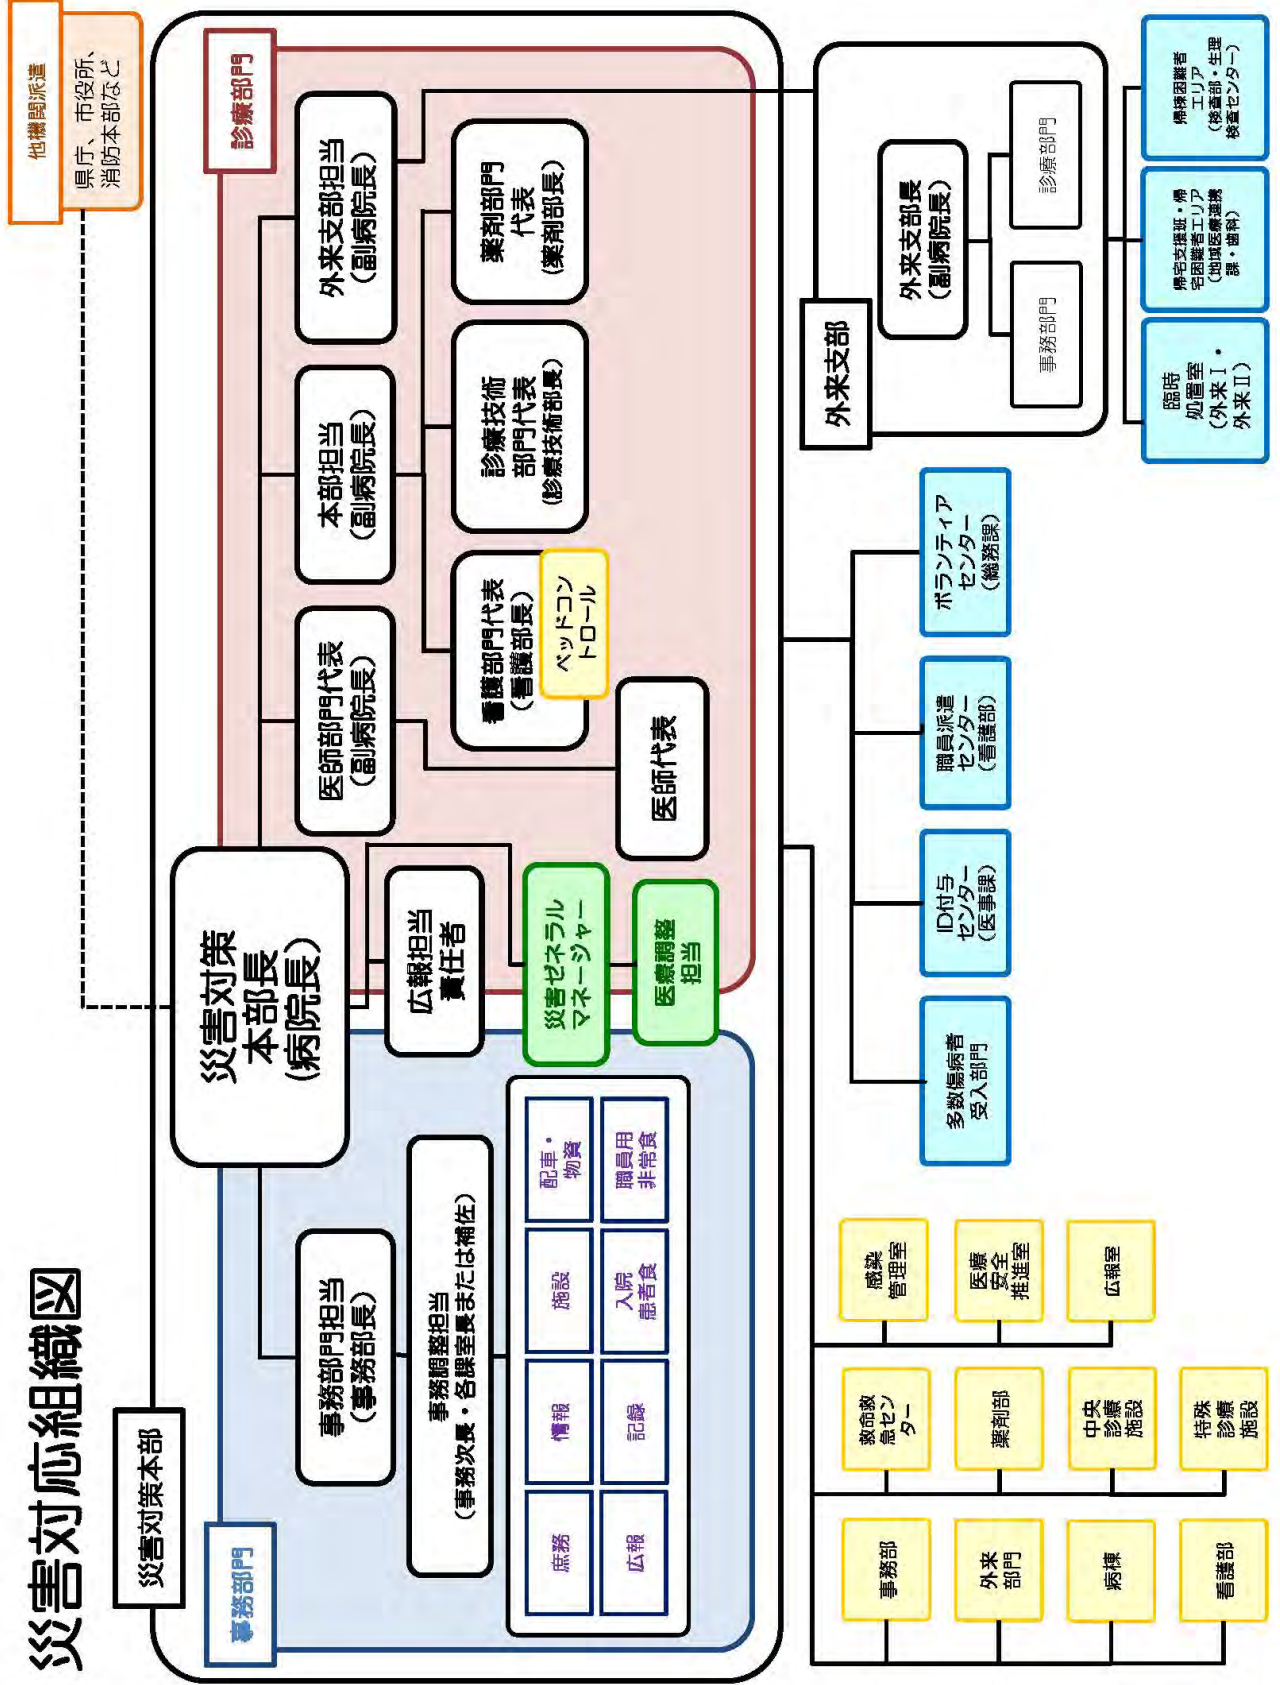 災害対応組織図
他機関派遣
県庁、市役所、
消防本部など
災害対策本部
災害対策
本部長
(病院長)
事務部門
事務部門担当
(事務部長)
事務調整担当
(事務次長・各課室長または補佐)
庶務
情報
施設
配車・
物資
広報
記録
入院
患者食
職員用
非常食
広報担当
責任者
災害ゼネラル
マネージャー
医療調整
担当
診療部門
医師部門代表
(副病院長)
本部担当
(副病院長)
外来支部担当
(副病院長)
看護部門代表
(看護部長)
ベッドコン
トロール
診療技術
部門代表
(診療技術部長)
薬剤部門
代表
(薬剤部長)
医師代表
事務部
外来
部門
病棟
看護部
救命救
急セン
ター
薬剤部
中央
診療
施設
特殊
診療
施設
感染
管理室
医療
安全
推進室
広報室
多数傷病者
受入部門
ID付与
センター
(医事課)
職員派遣
センター
(看護部)
ボランティア
センター
(総務課)
外来支部
外来支部長
(副病院長)
事務部門
診療部門
臨時
処置室
(外来Ⅰ・
外来Ⅱ)
帰宅支援班・帰
宅困難者エリア
(地域医療連携
課・歯科)
帰棟困難者
エリア
(検査部・生理
検査センター)